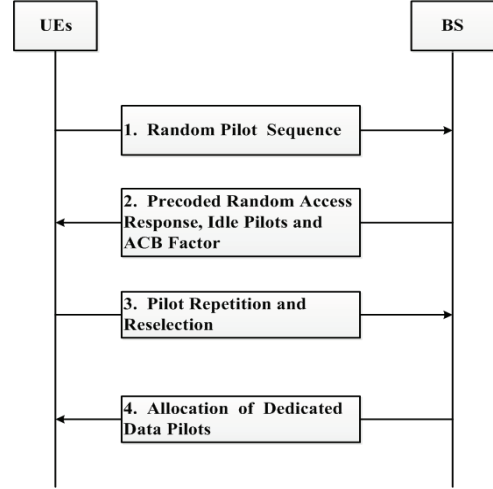 UEs
BS
1. Random Pilot Sequence
2. Precoded Random Access
Response, Idle Pilots and
ACB Factor
3. Pilot Repetition and
Reselection
4. Allocation of Dedicated
Data Pilots